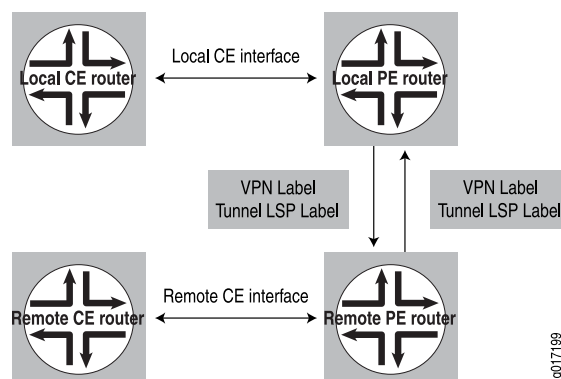 Local CE interface
Local CE router
Local PE router
VPN Label
Tunnel LSP Label
VPN Label
Tunnel LSP Label
Remote CE interface
Remote CE router
Remote PE router
g017199